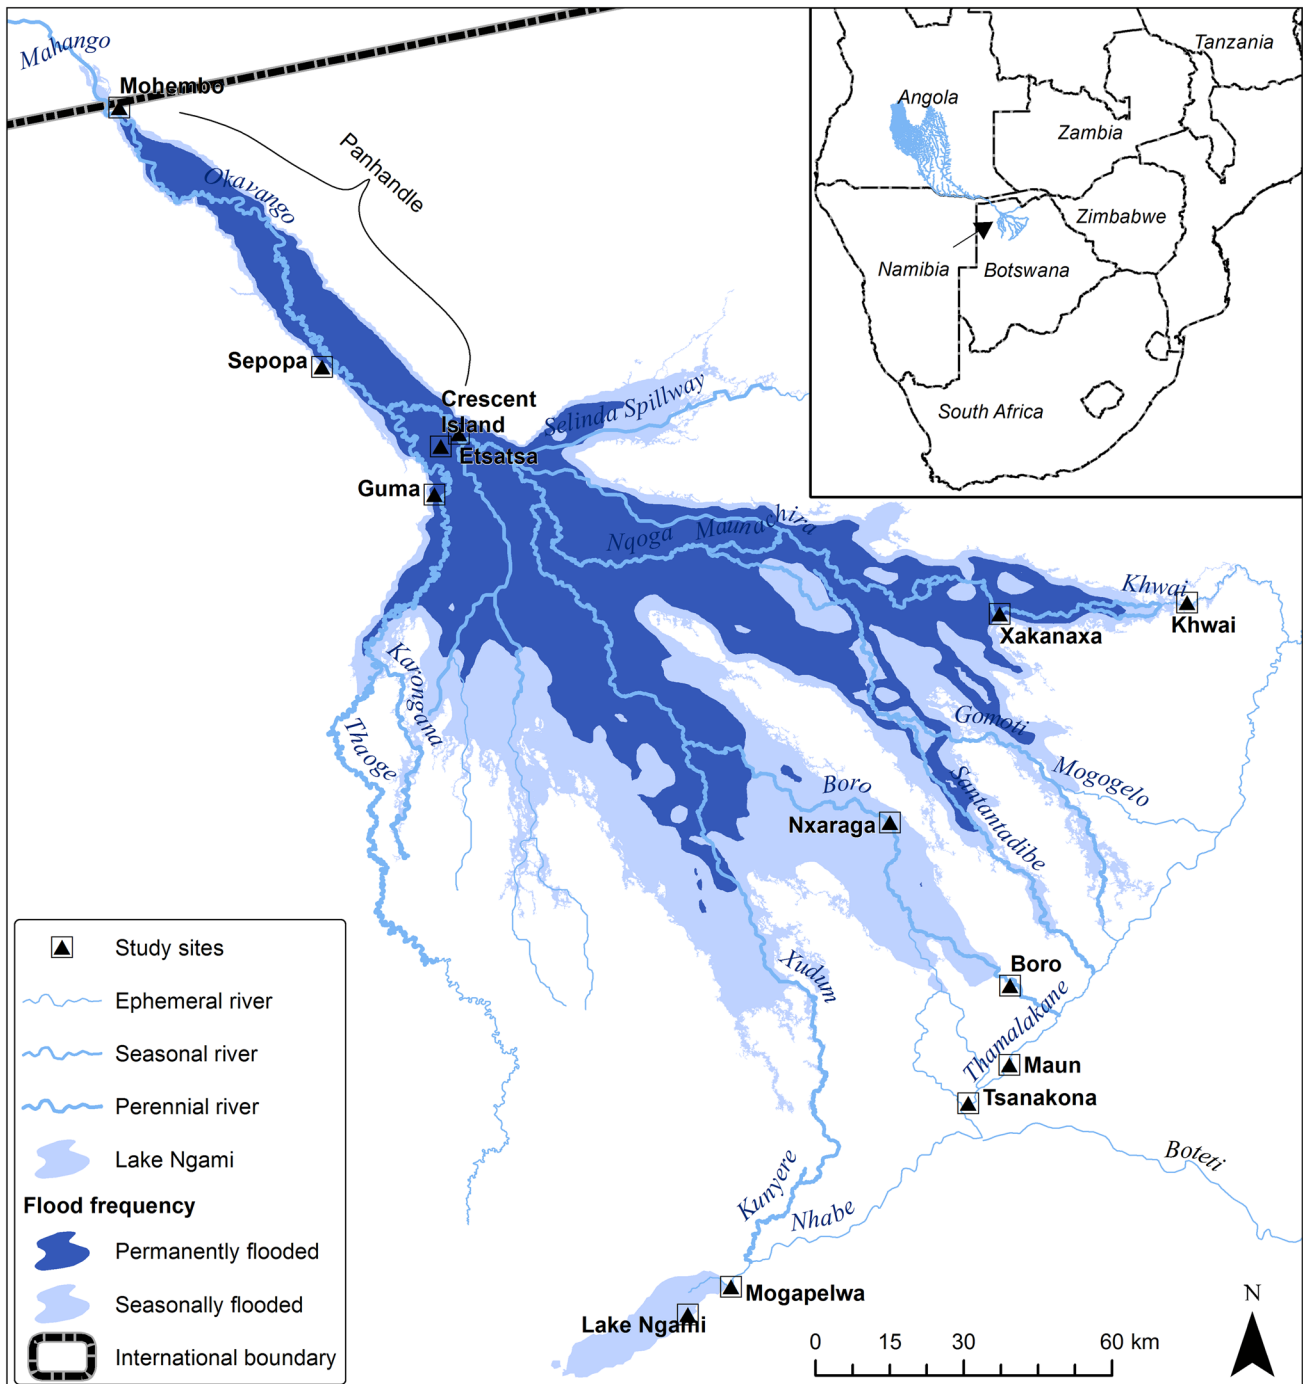 Mahango
Mohembo
Panhandle
Okavango
Sepopa
Crescent
Island
Etsatsa
Selinda Spillway
Guma
Nqoga
Maunachira
Khwai
Khwai
Xakanaxa
Karongana
Thaoge
Gomoti
Mogogelo
Santantadibe
Boro
Nxaraga
Xudum
Boro
Thamalakane
Maun
Tsanakona
Boteti
Kunyere
Nhabe
Mogapelwa
Lake Ngami
Tanzania
Angola
Zambia
Zimbabwe
Namibia
Botswana
South Africa
Study sites
Ephemeral river
Seasonal river
Perennial river
Lake Ngami
Flood frequency
Permanently flooded
Seasonally flooded
International boundary
N
0 15 30 60 km